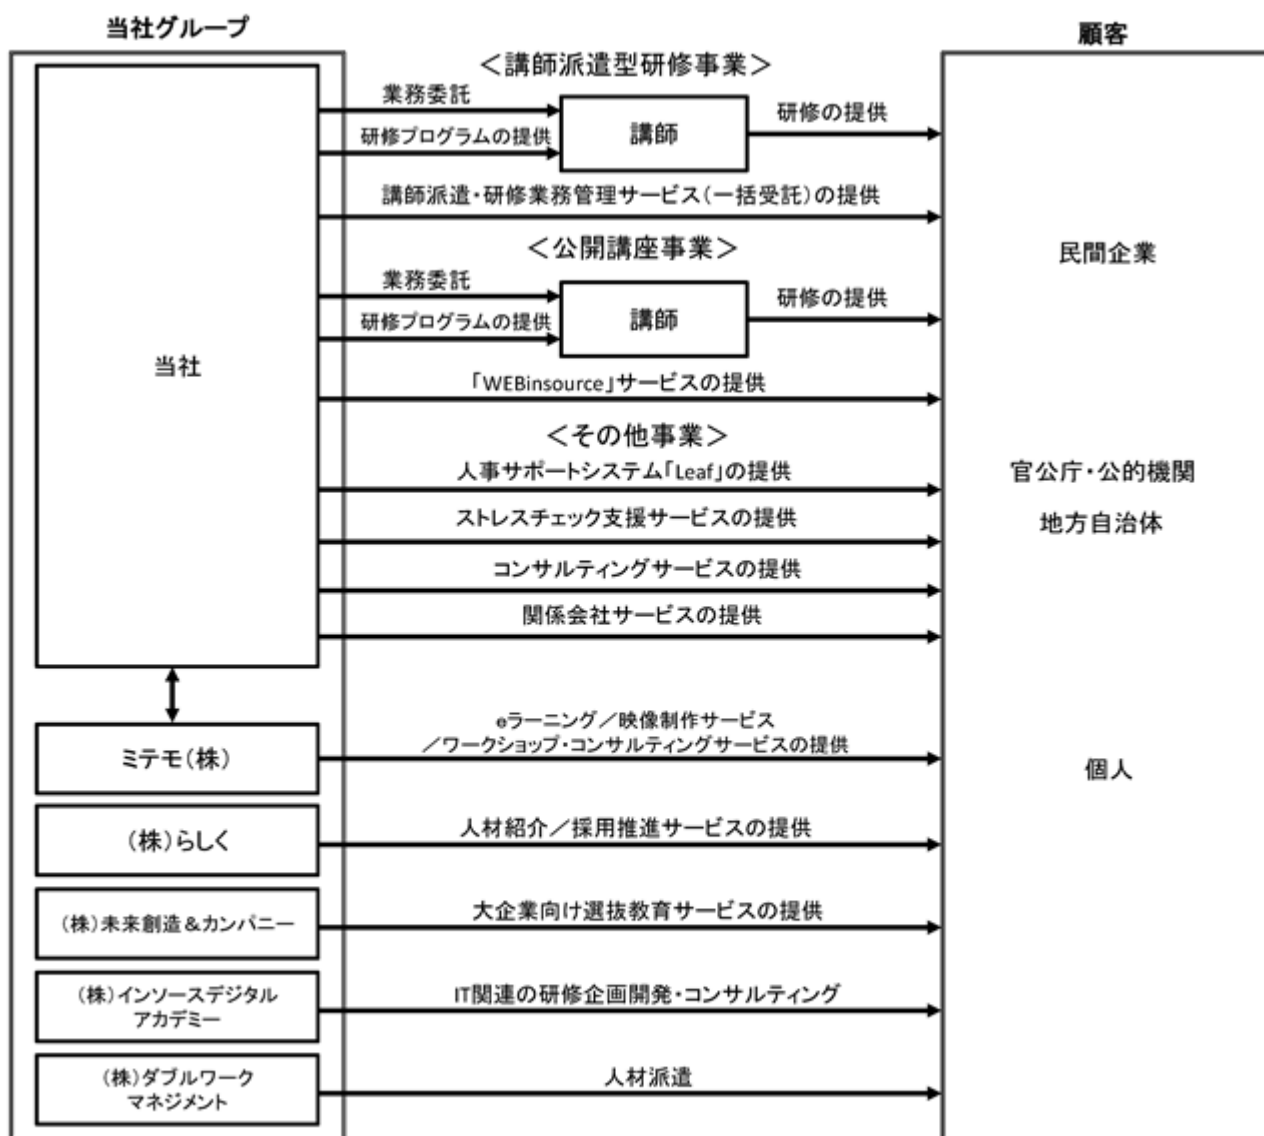 当社グループ
顧客
<講師派遣型研修事業>
業務委託
研修プログラムの提供
講師
研修の提供
講師派遣・研修業務管理サービス(一括受託)の提供
<公開講座事業>
業務委託
研修プログラムの提供
講師
研修の提供
当社
民間企業
「WEBinsource」サービスの提供
<その他事業>
人事サポートシステム「Leaf」の提供
官公庁・公的機関
ストレスチェック支援サービスの提供
地方自治体
コンサルティングサービスの提供
関係会社サービスの提供
ミテモ(株)
eラーニング/映像制作サービス
/ワークショップ・コンサルティングサービスの提供
個人
(株)らしく
人材紹介/採用推進サービスの提供
(株)未来創造&カンパニー
大企業向け選抜教育サービスの提供
(株)インソースデジタル
アカデミー
IT関連の研修企画開発・コンサルティング
(株)ダブルワーク
マネジメント
人材派遣